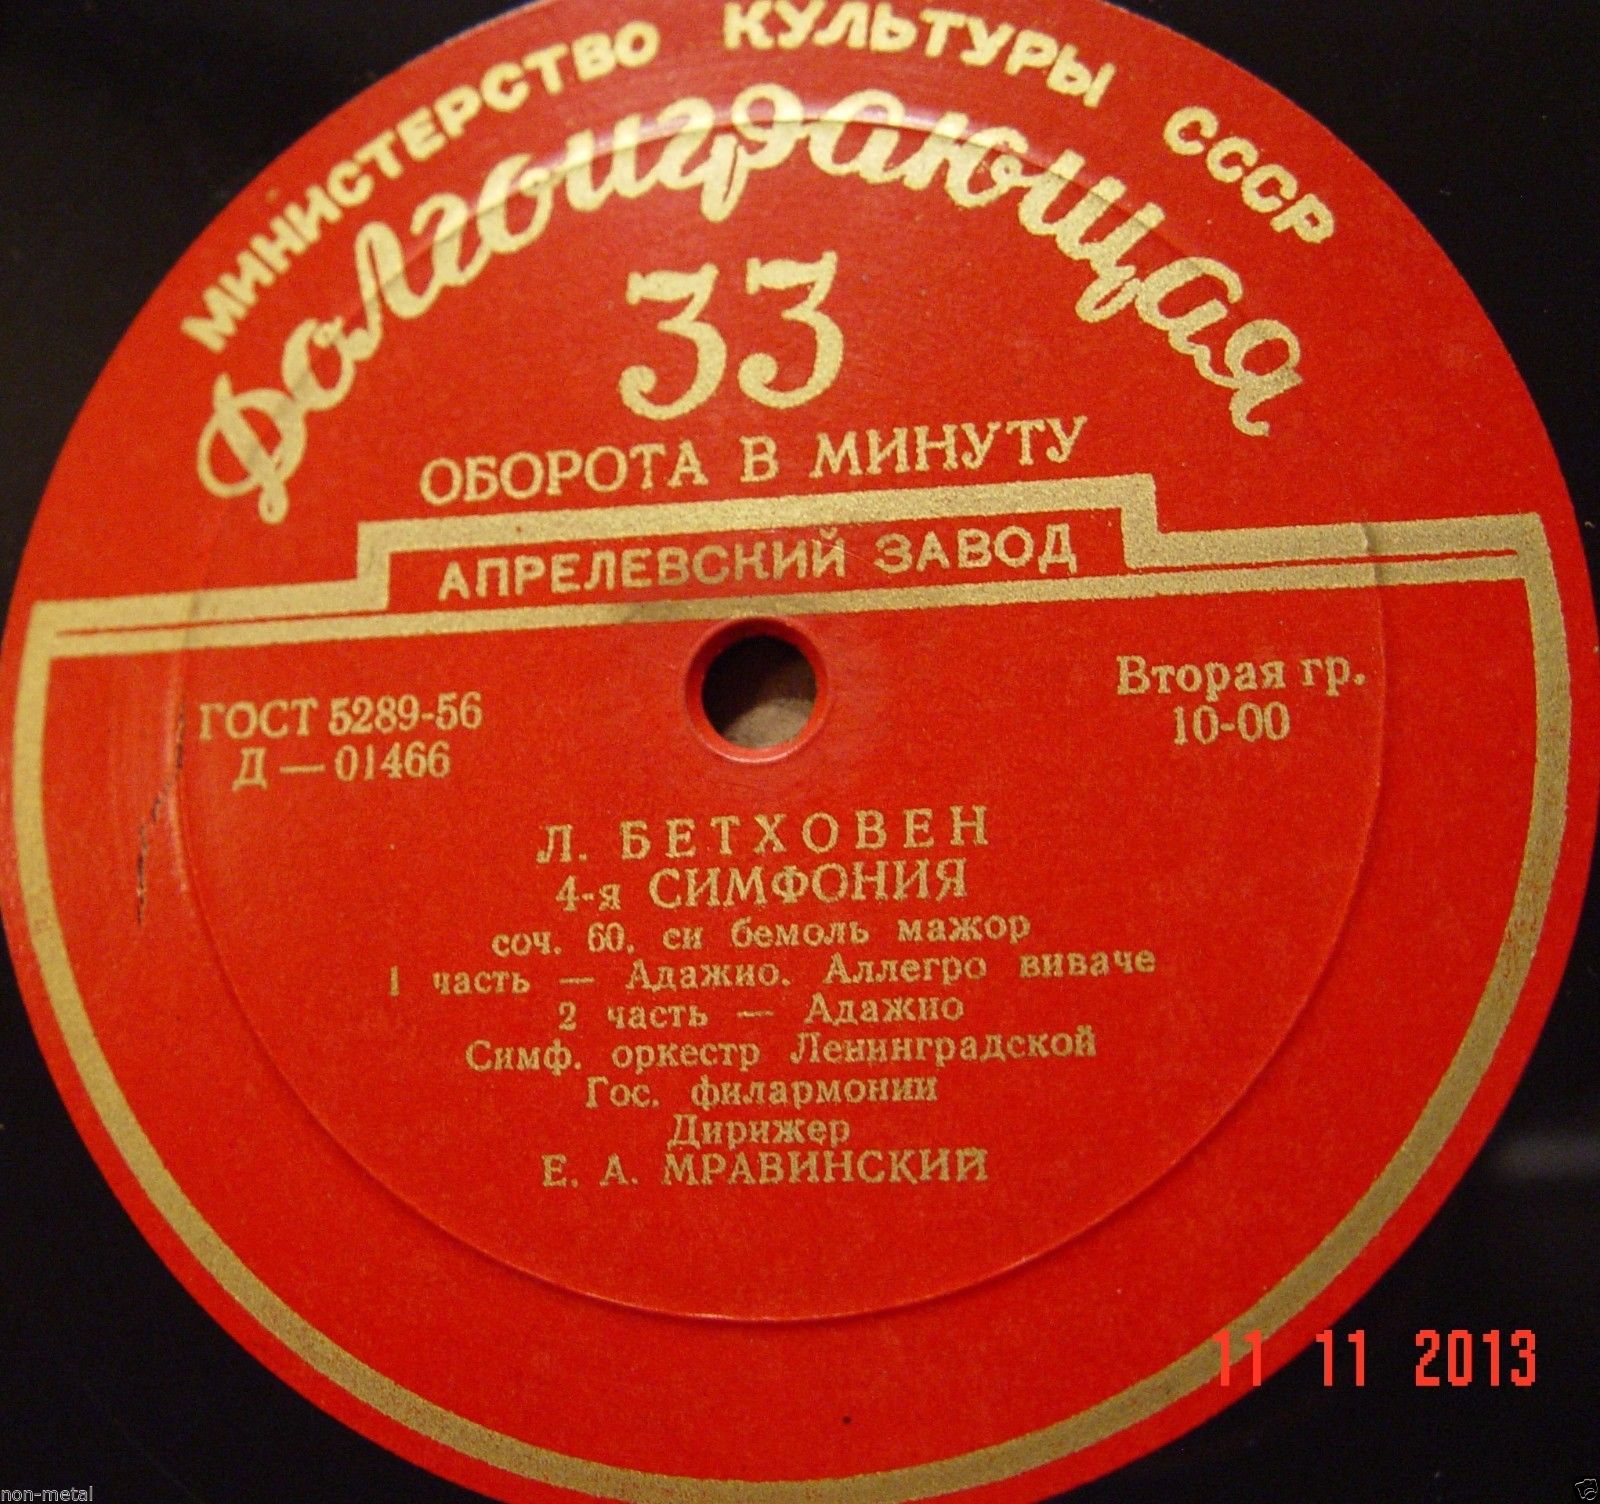 МИНИСТЕРСТВО КУЛЬТУРЫ СССР
Долгоиграющая
33
ОБОРОТА В МИНУТУ
АПРЕЛЕВСКИЙ ЗАВОД
ГОСТ 5289-56
Д — 01466
Вторая гр.
10-00
Л. БЕТХОВЕН
4-я СИМФОНИЯ
соч. 60, си бемоль мажор
1 часть — Адажио. Аллегро виваче
2 часть — Адажио
Симф. оркестр Ленинградской
Гос. филармонии
Дирижер
Е. А. МРАВИНСКИЙ
11 11 2013
non-metal